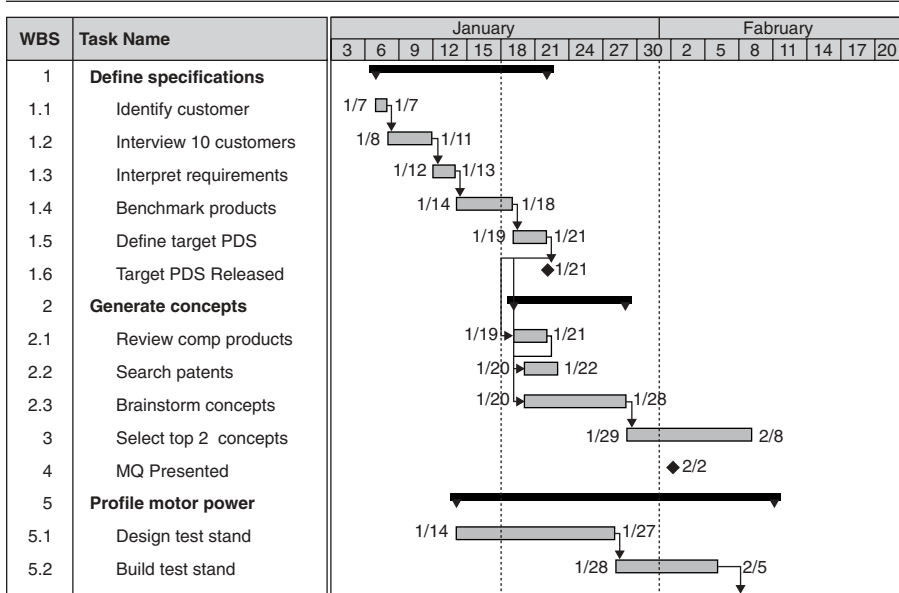 WBS Task Name January Fabruary
3 6 9 12 15 18 21 24 27 30 2 5 8 11 14 17 20
1 Define specifications
1.1 Identify customer 1/7 1/7
1.2 Interview 10 customers 1/8 1/11
1.3 Interpret requirements 1/12 1/13
1.4 Benchmark products 1/14 1/18
1.5 Define target PDS 1/19 1/21
1.6 Target PDS Released 1/21
2 Generate concepts
2.1 Review comp products 1/19 1/21
2.2 Search patents 1/20 1/22
2.3 Brainstorm concepts 1/20 1/28
3 Select top 2 concepts 1/29 2/8
4 MQ Presented 2/2
5 Profile motor power
5.1 Design test stand 1/14 1/27
5.2 Build test stand 1/28 2/5